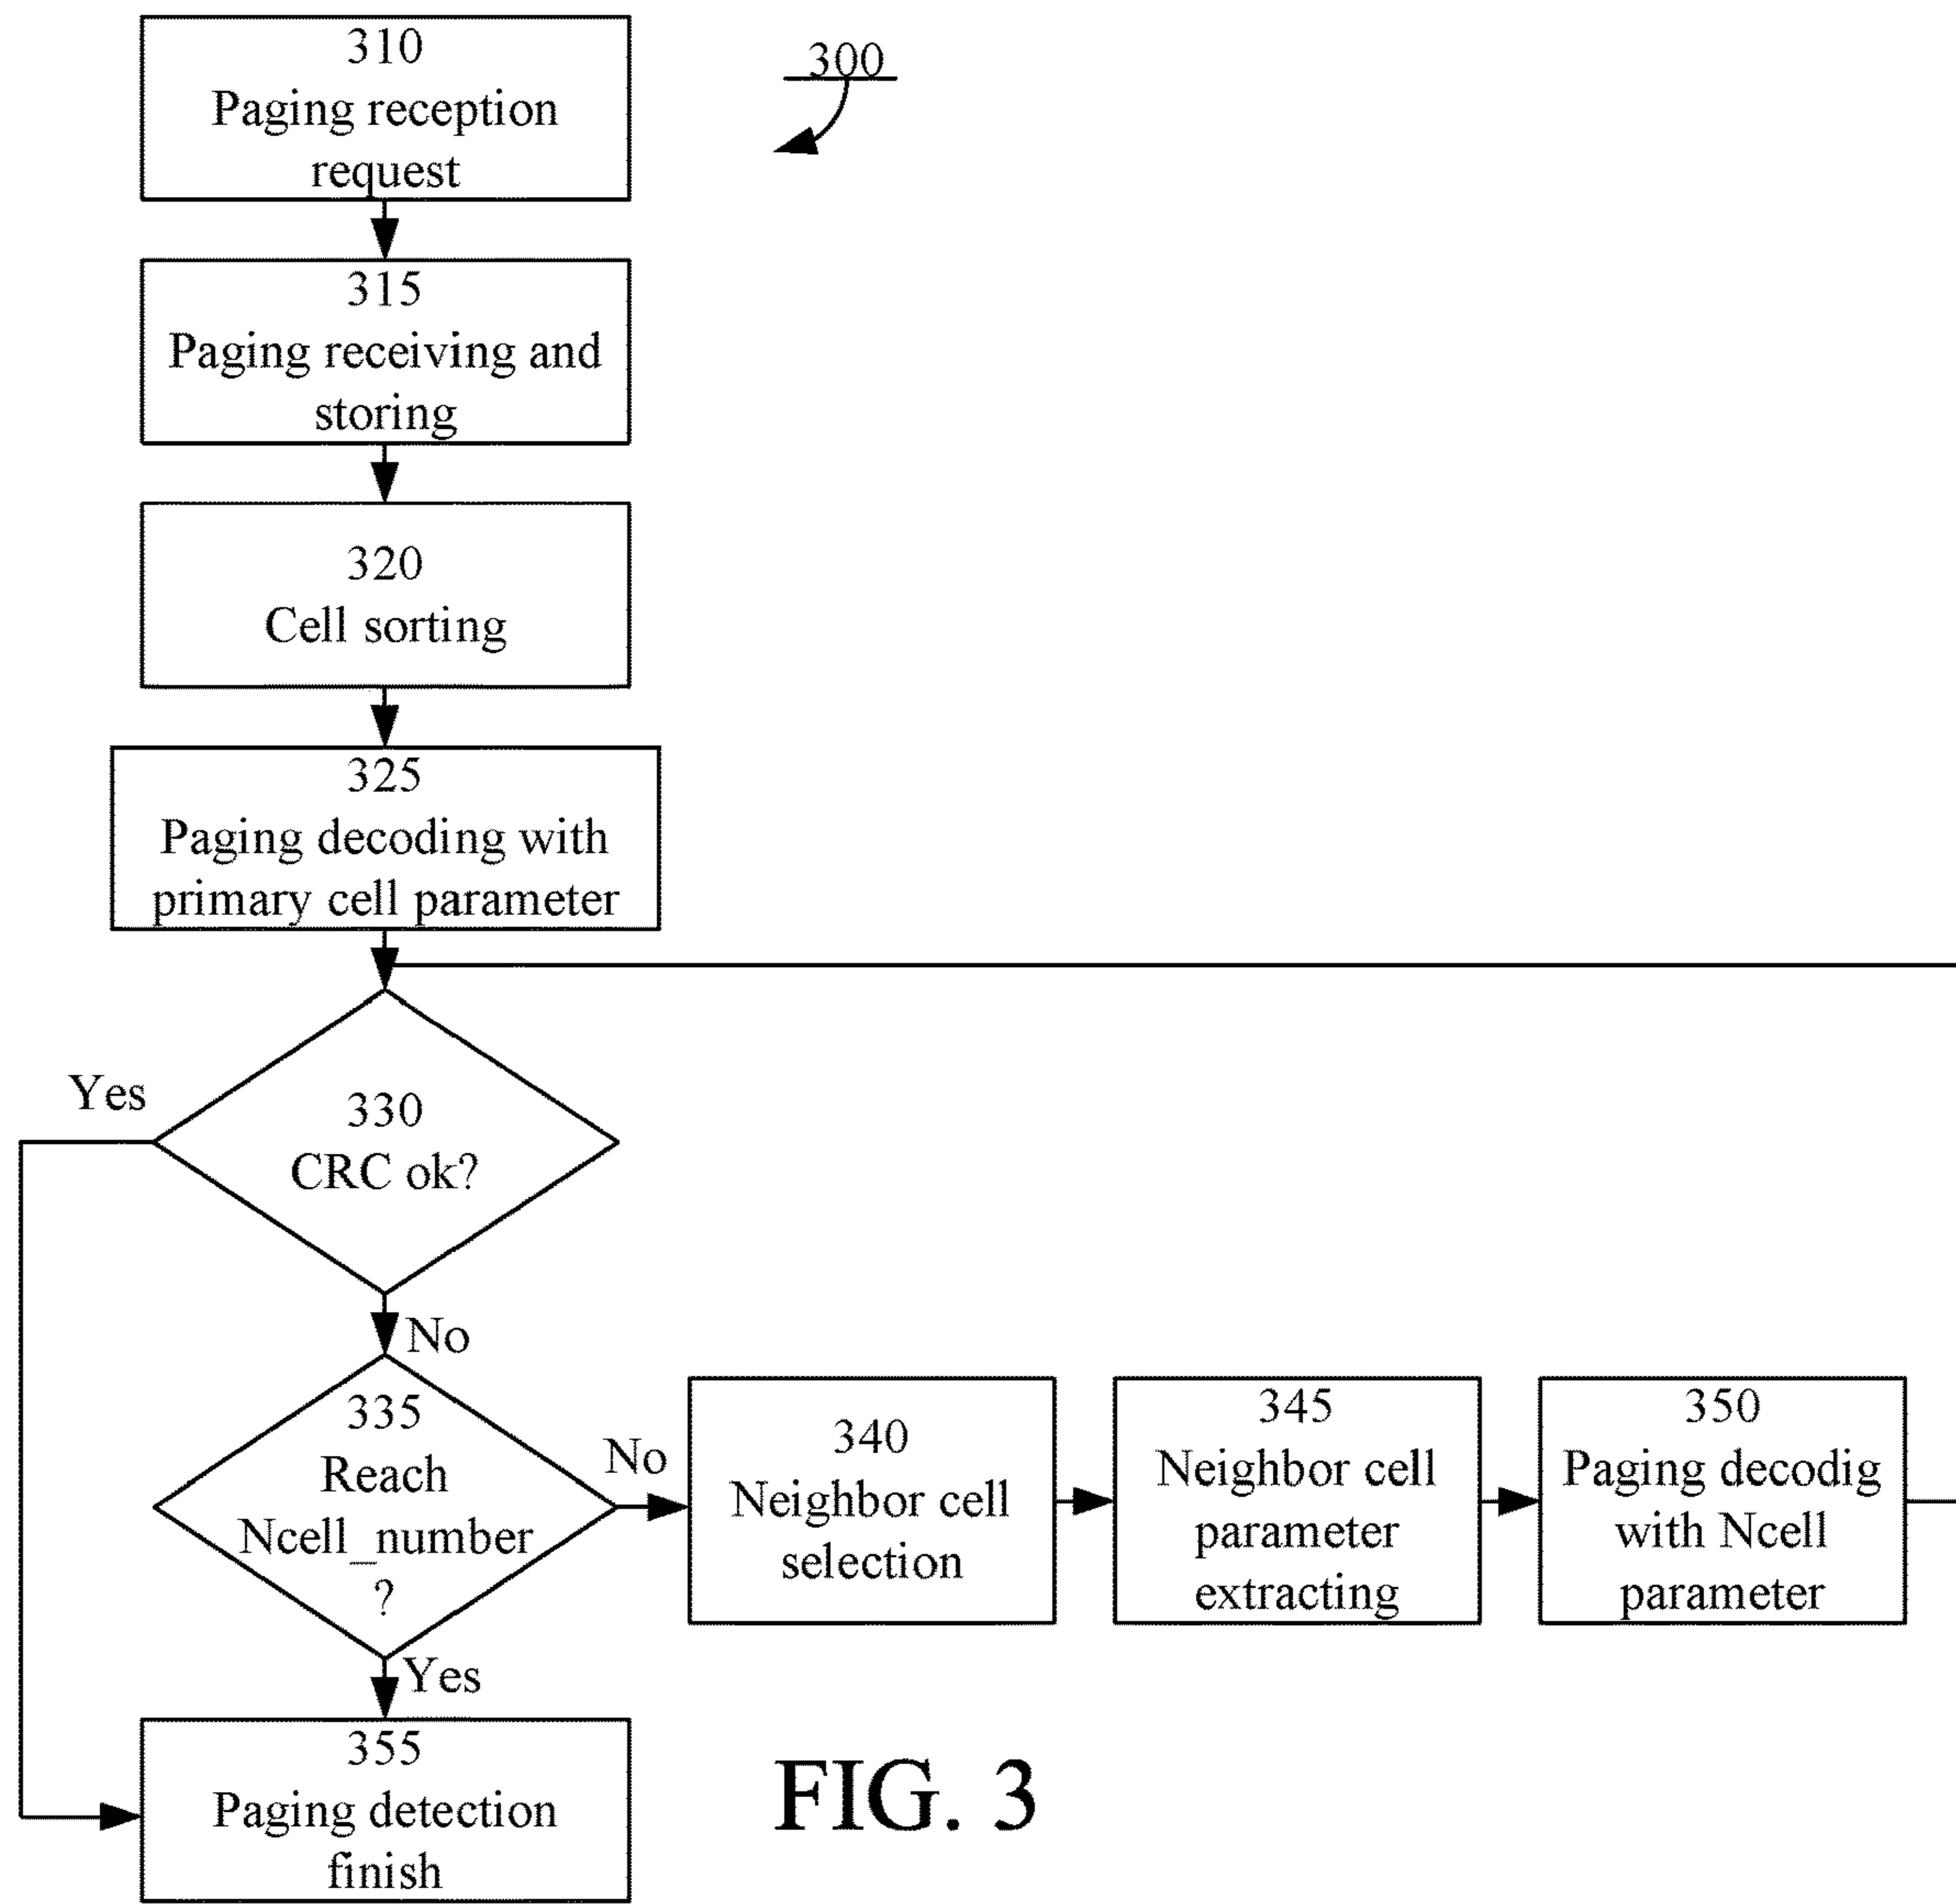 310
Paging reception
request
300
315
Paging receiving and
storing
320
Cell sorting
325
Paging decoding with
primary cell parameter
Yes
330
CRC ok?
No
335
Reach
Ncell_number
?
No
340
Neighbor cell
selection
345
Neighbor cell
parameter
extracting
350
Paging decodig
with Ncell
parameter
Yes
355
Paging detection
finish
FIG. 3